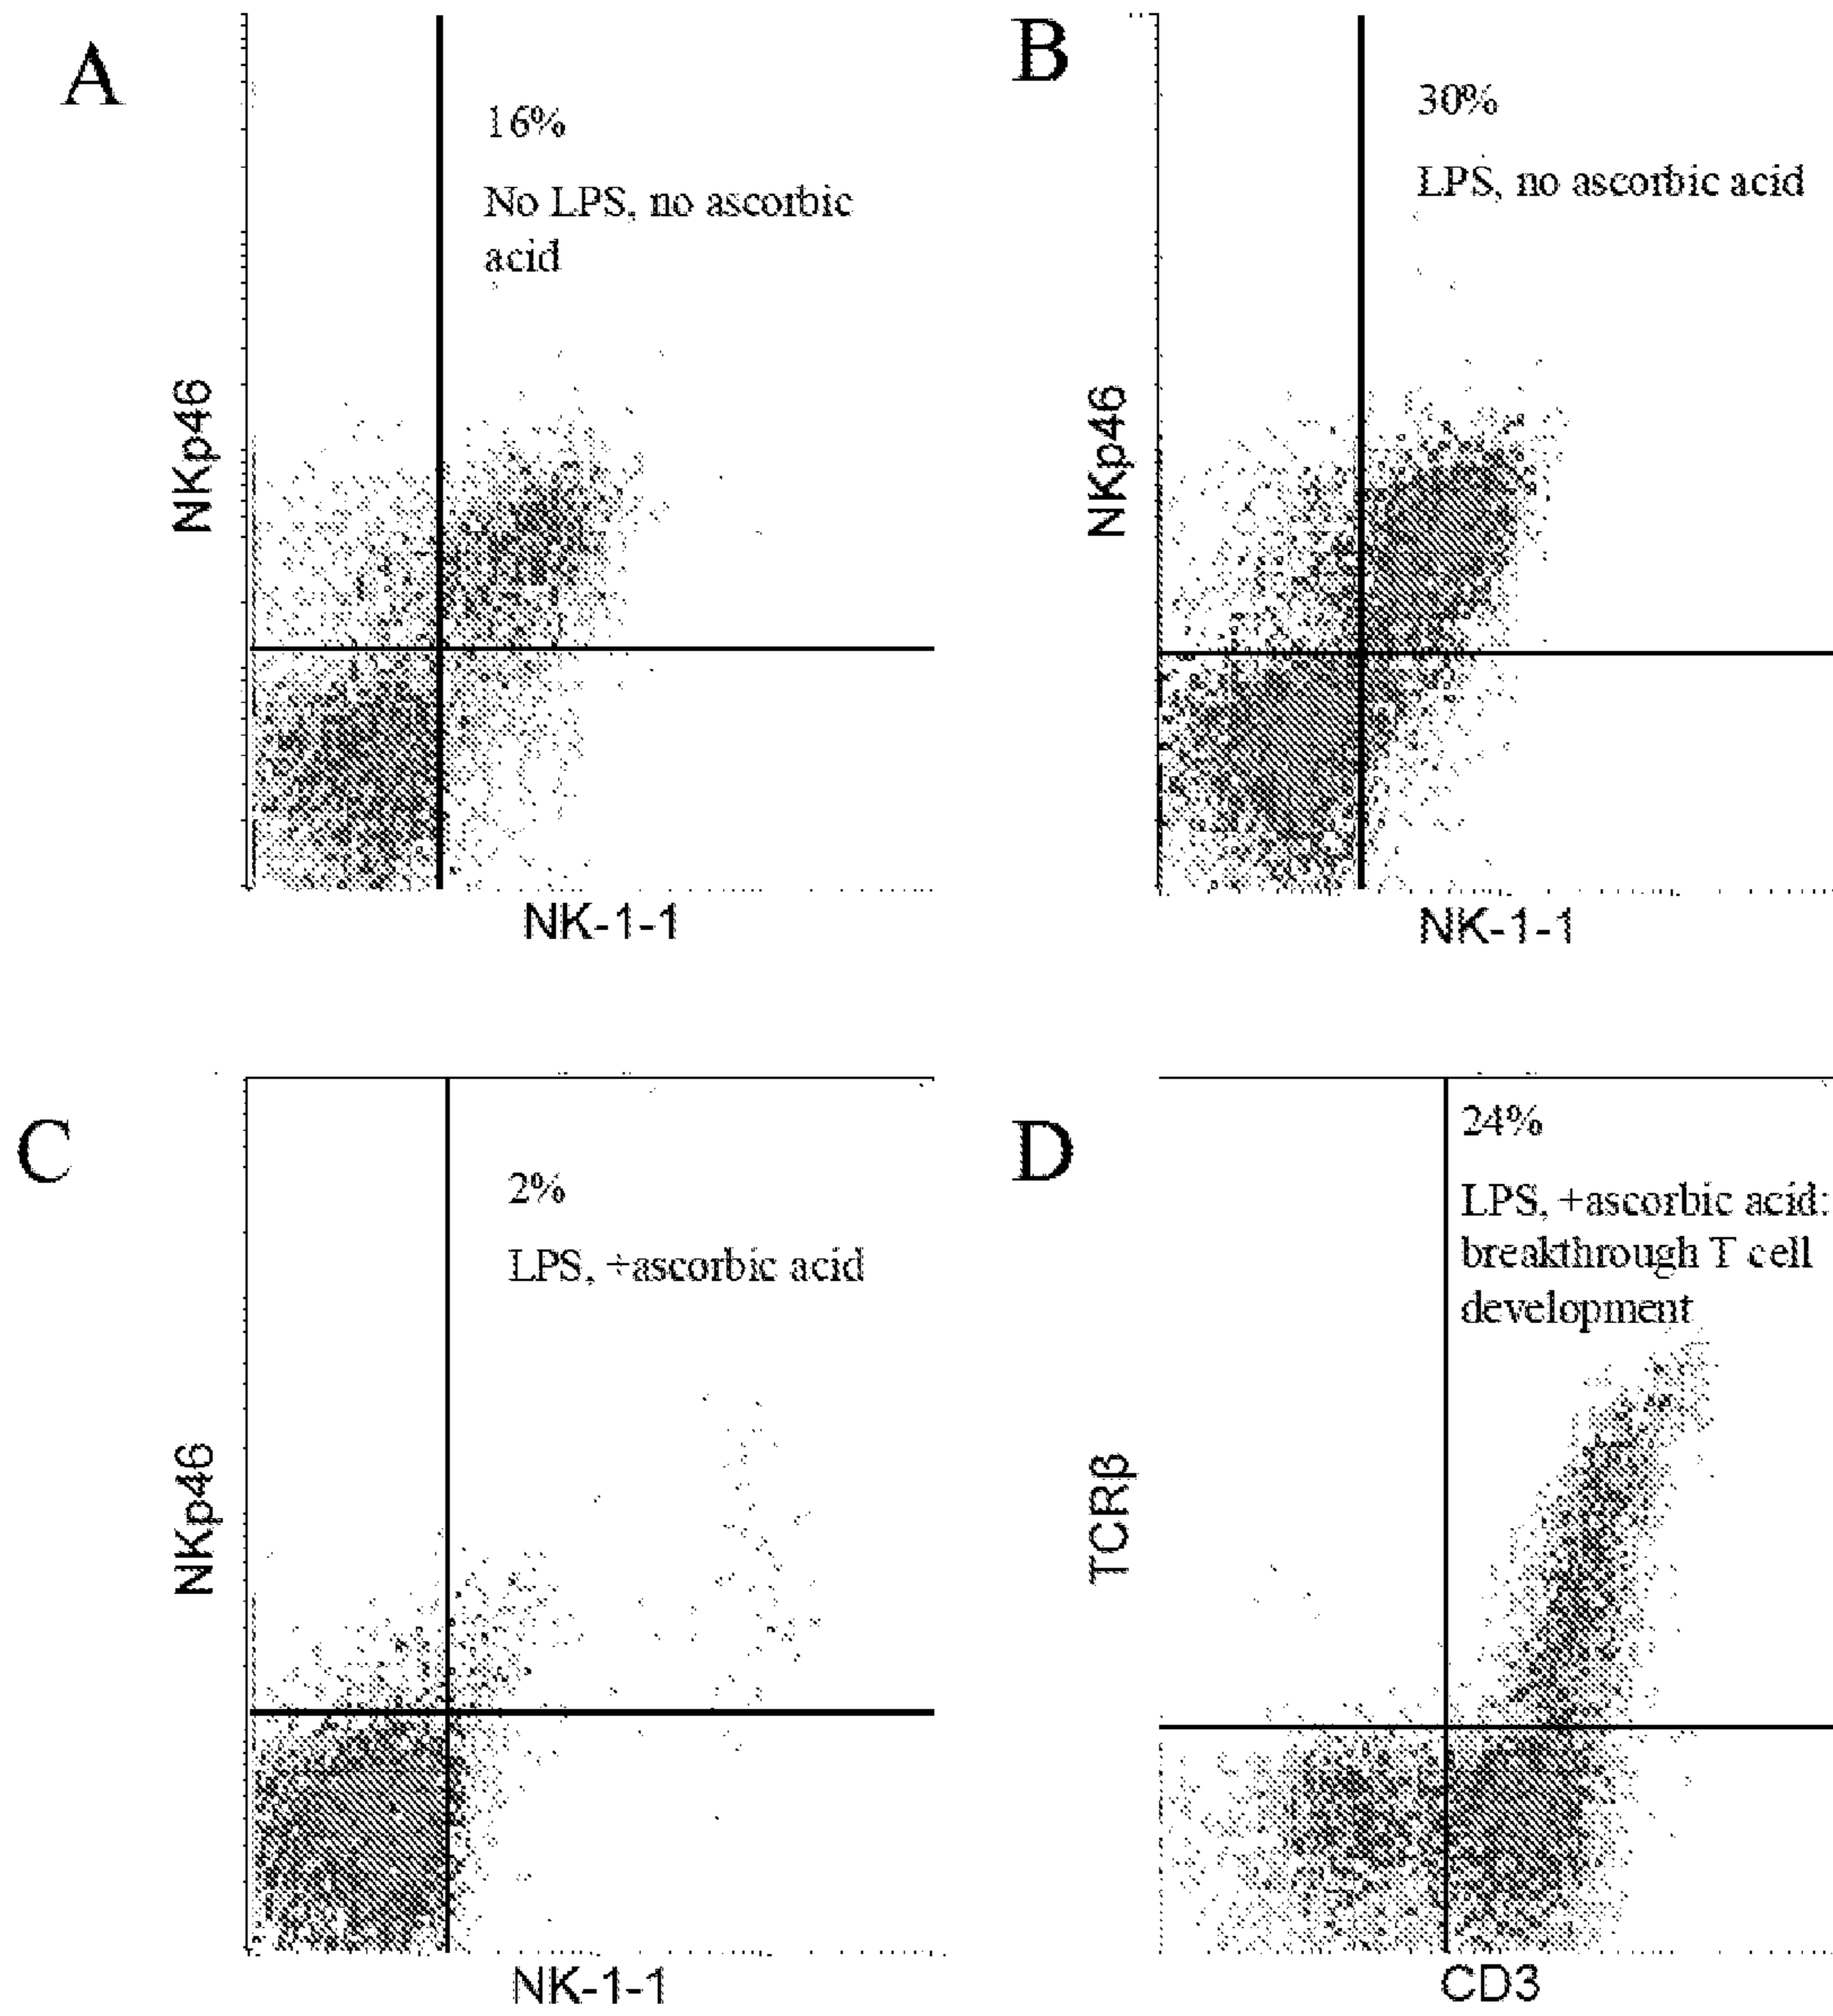 A
16%
No LPS, no ascorbic
acid
NKp46
NK-1-1
B
30%
LPS, no ascorbic acid
NKp46
NK-1-1
C
2%
LPS, +ascorbic acid
NKp46
NK-1-1
D
24%
LPS, +ascorbic acid:
breakthrough T cell
development
TCRβ
CD3